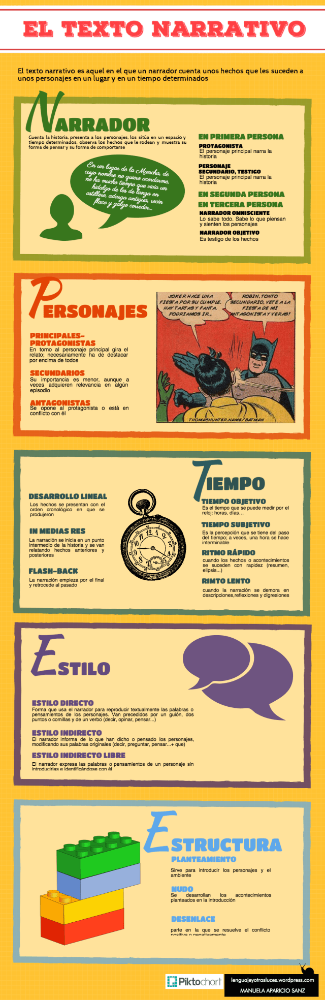 EL TEXTO NARRATIVO
El texto narrativo es aquel en el que un narrador cuenta unos hechos que les suceden a
unos personajes en un lugar y en un tiempo determinados
NARRADOR
Cuenta la historia, presenta a los personajes, los sitúa en un espacio y
tiempo determinados, observa los hechos que le rodean y muestra su
forma de pensar y su forma de comportarse
En un lugar de la Mancha, de
cuyo nombre no quiero acordarme,
no ha mucho tiempo que vivía un
hidalgo de los de lanza en
astillero, adarga antigua, rocín
flaco y galgo corredor...
EN PRIMERA PERSONA
PROTAGONISTA
El personaje principal narra la
historia
PERSONAJE
SECUNDARIO, TESTIGO
El personaje principal narra la
historia
EN SEGUNDA PERSONA
EN TERCERA PERSONA
NARRADOR OMNISCIENTE
Lo sabe todo. Sabe lo que piensan
y sienten los personajes
NARRADOR OBJETIVO
Es testigo de los hechos
PERSONAJES
PRINCIPALES-
PROTAGONISTAS
En torno al personaje principal gira el
relato; necesariamente ha de destacar
por encima de todos
SECUNDARIOS
Su importancia es menor, aunque a
veces adquieren relevancia en algún
episodio
ANTAGONISTAS
Se opone al protagonista o está en
conflicto con él
JOKER HACE UNA
FIESTA POR SU CUMPLE.
HAY TARTAS Y FANTA.
PODRIAMOS IR...
ROBIN, TONTO
SECUNDARIO, VETE A LA
FIESTA DE MI
ANTAGONISTA Y VERAS!
THOMASHUNTER.NAME/BATMAN
TIEMPO
DESARROLLO LINEAL
Los hechos se presentan con el
orden cronológico en que se
produjeron
IN MEDIAS RES
La narración se inicia en un punto
intermedio de la historia y se van
relatando hechos anteriores y
posteriores
FLASH-BACK
La narración empieza por el final
y retrocede al pasado
TIEMPO OBJETIVO
Es el tiempo que se puede medir por el
reloj: horas, días...
TIEMPO SUBJETIVO
Es la percepción que se tiene del paso
del tiempo; a veces, una hora se hace
interminable
RITMO RÁPIDO
cuando los hechos o acontecimientos
se suceden con rapidez (resumen,
elipsis...)
RIMTO LENTO
cuando la narración se demora en
descripciones,reflexiones y digresiones
ESTILO
ESTILO DIRECTO
Forma que usa el narrador para reproducir textualmente las palabras o
pensamientos de los personajes. Van precedidos por un guión, dos
puntos o comillas y de un verbo (decir, opinar, pensar...)
ESTILO INDIRECTO
El narrador informa de lo que han dicho o pensado los personajes,
modificando sus palabras originales (decir, preguntar, pensar...+ que)
ESTILO INDIRECTO LIBRE
El narrador expresa las palabras o pensamientos de un personaje sin
introducirlas e identificándose con él
ESTRUCTURA
PLANTEAMIENTO
Sirve para introducir los personajes y el
ambiente
NUDO
Se desarrollan los acontecimientos
planteados en la introducción
DESENLACE
parte en la que se resuelve el conflicto
positiva o negativamente
Piktochart
lenguajeyotrasluces.wordpress.com
MANUELA APARICIO SANZ